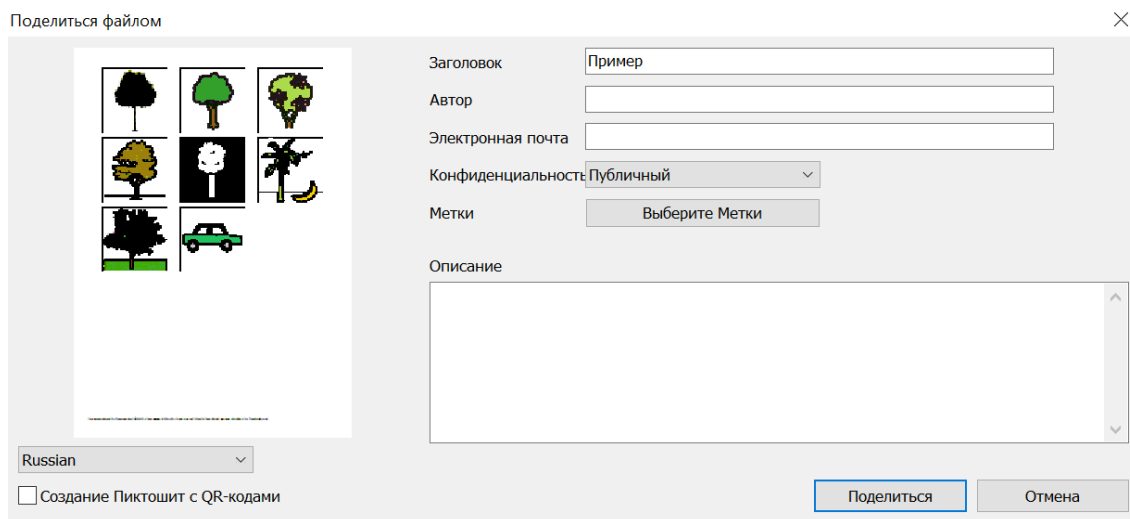 Поделиться файлом
Заголовок
Пример
Автор
Электронная почта
Конфиденциальность
Публичный
Метки
Выберите Метки
Описание
Russian
Создание Пиктошит с QR-кодами
Поделиться
Отмена